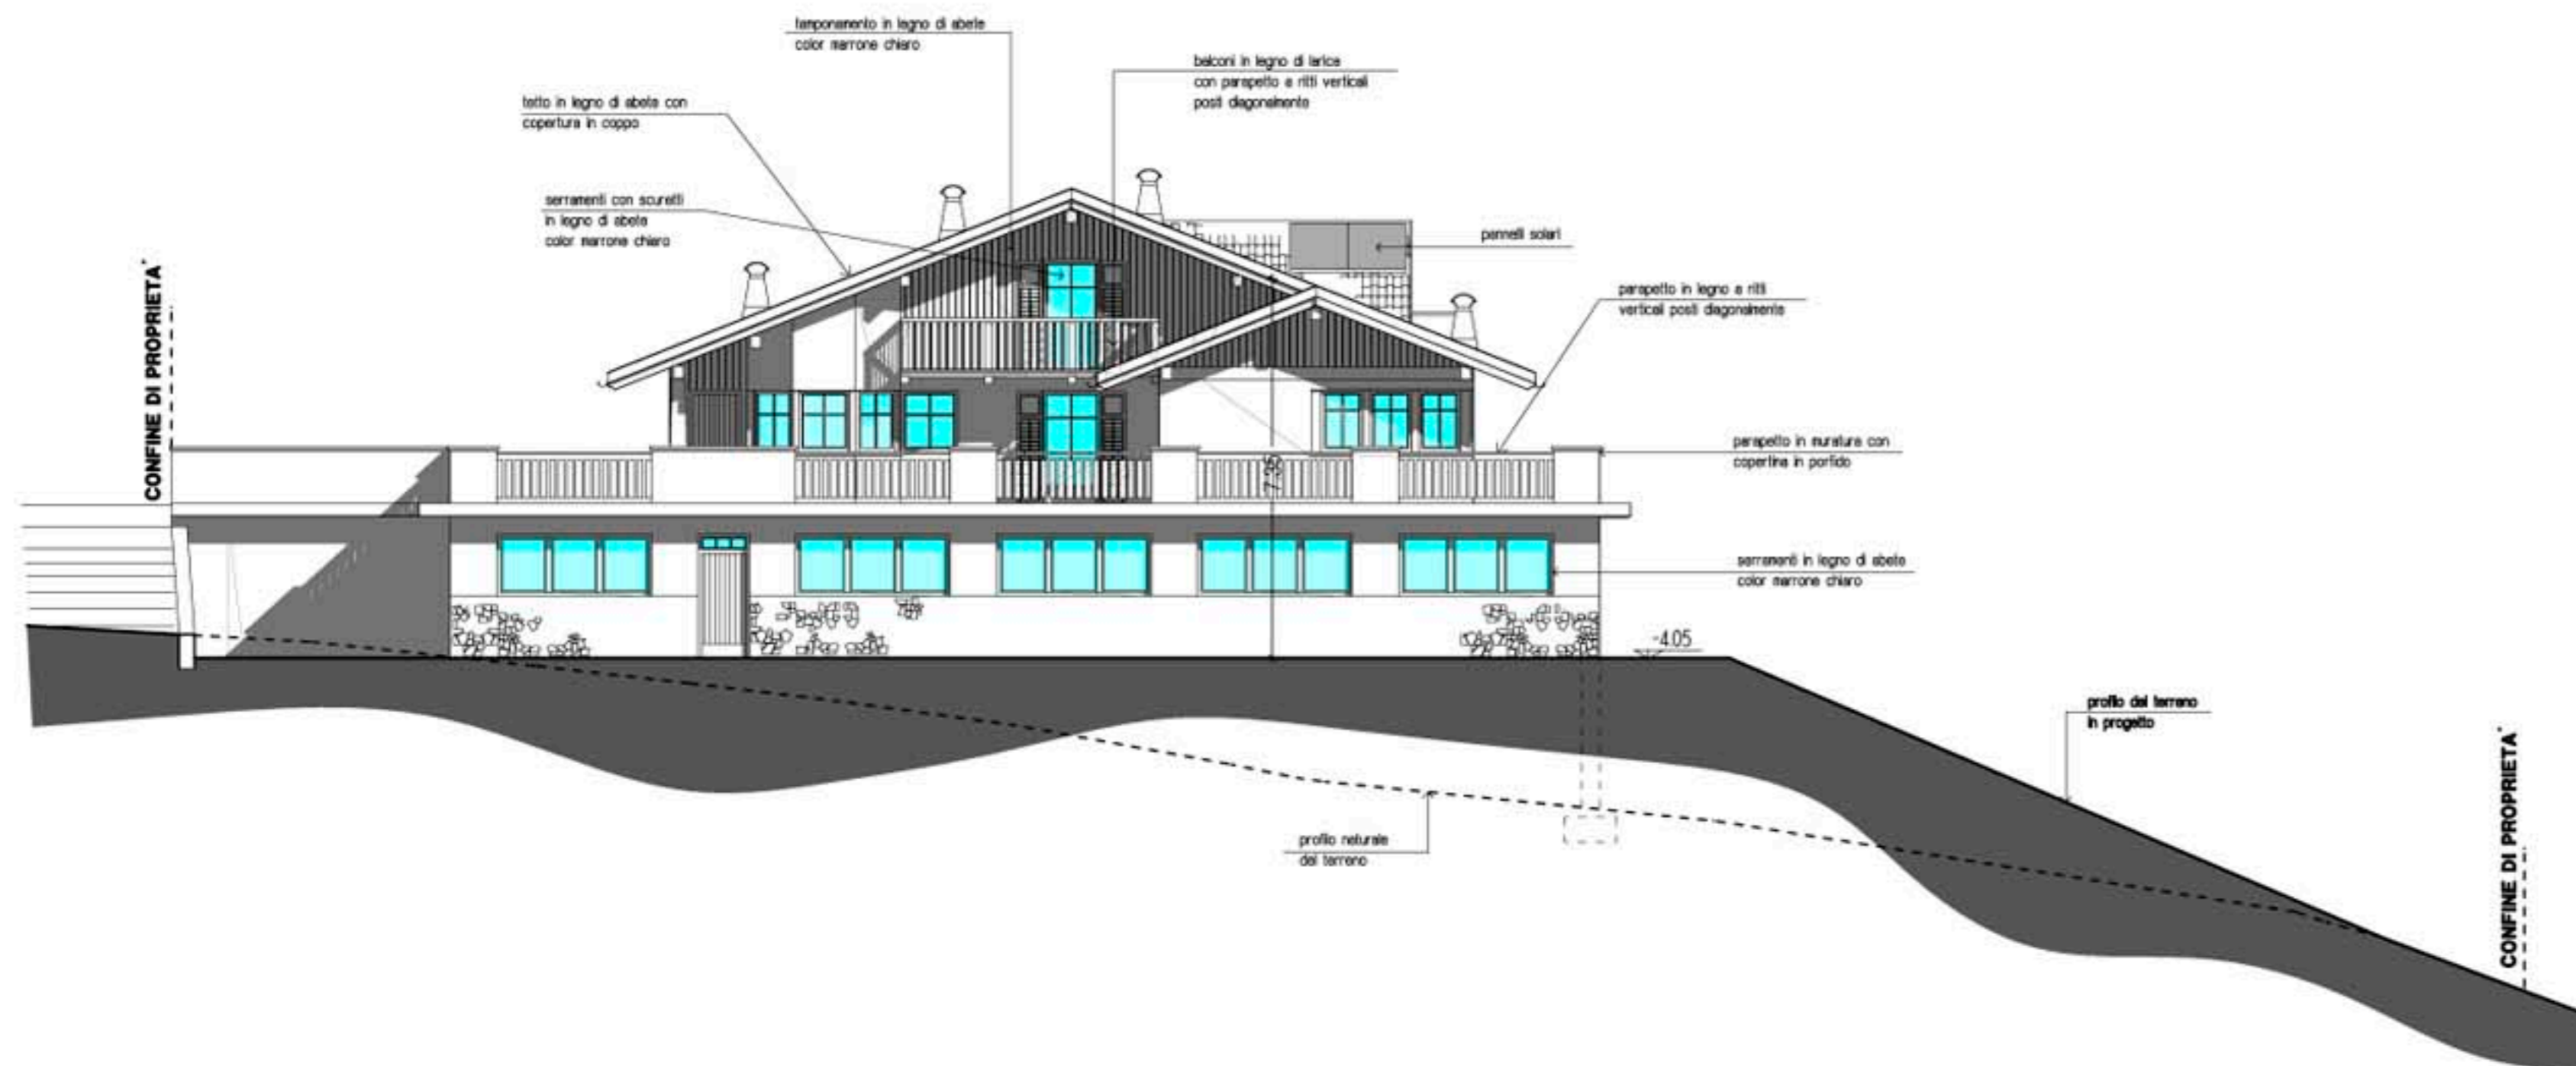 tamponamento in legno di abete
color marrone chiaro
balconi in legno di larice
con parapetto a ritti verticali
posti diagonalmente
tetto in legno di abete con
copertura in coppo
serramenti con scuretti
in legno di abete
color marrone chiaro
pannelli solari
CONFINE DI PROPRIETA'
parapetto in legno a ritti
verticali posti diagonalmente
parapetto in muratura con
copertina in porfido
7.35
serramenti in legno di abete
color marrone chiaro
-4.05
profilo del terreno
in progetto
profilo naturale
del terreno
CONFINE DI PROPRIETA'